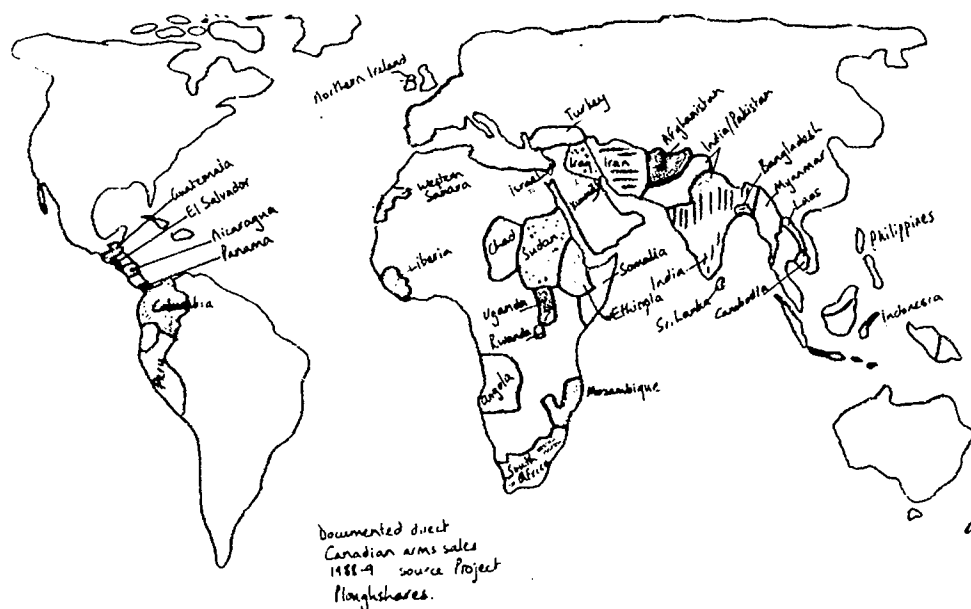 Northern Ireland
Turkey
Afghanistan
India/Pakistan
Bangladesh
Myanmar
Laos
Philippines
Iraq
Iran
Israel
Kuwait
Western
Sahara
Guatemala
El Salvador
Nicaragua
Panama
Colombia
Peru
Liberia
Chad
Sudan
Somalia
Ethiopia
Uganda
Rwanda
India
Sri Lanka
Cambodia
Indonesia
Angola
Mozambique
South
Africa
Documented direct
Canadian arms sales
1988-9 source Project
Ploughshares.